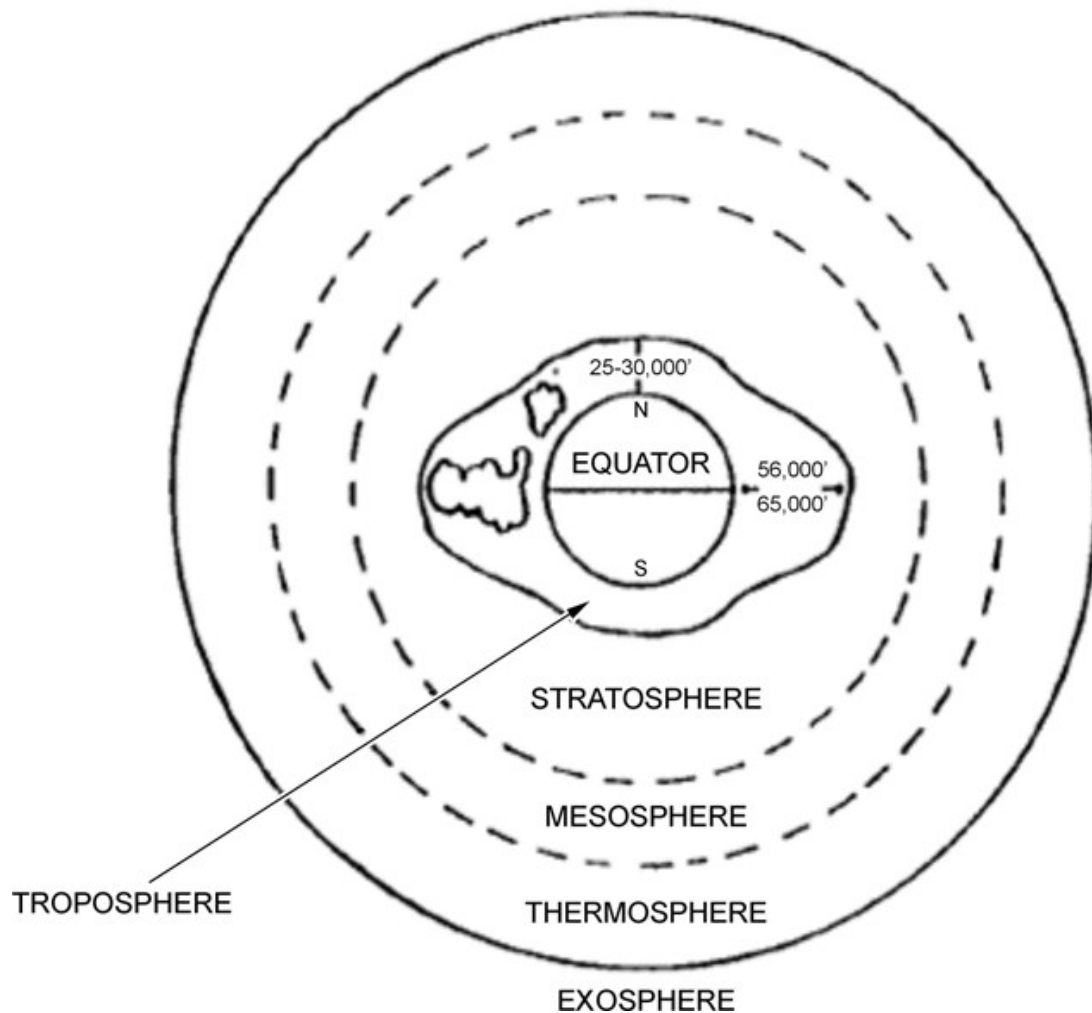 25-30,000’
N
EQUATOR
56,000’
65,000’
S
STRATOSPHERE
MESOSPHERE
TROPOSPHERE
THERMOSPHERE
EXOSPHERE